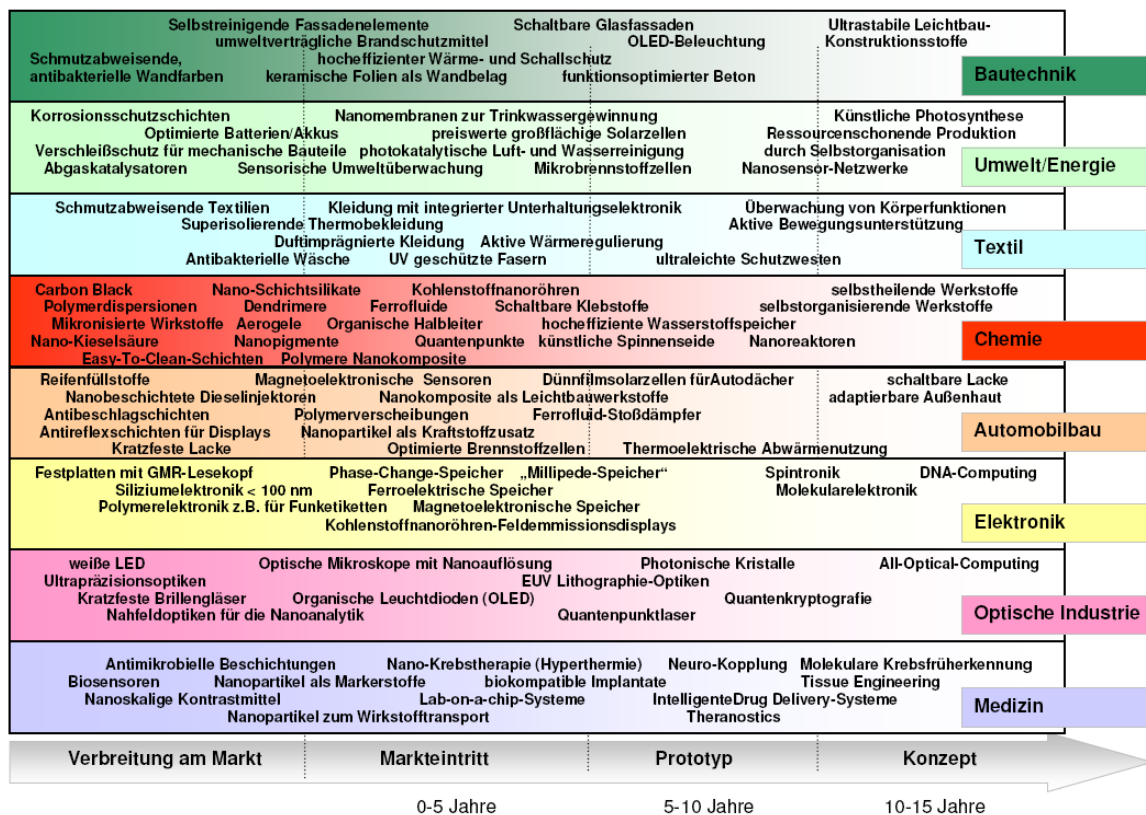 Selbstreinigende Fassadenelemente Schaltbare Glasfassaden Ultrastabile Leichtbau-
umweltverträgliche Brandschutzmittel OLED-Beleuchtung Konstruktionsstoffe
Schmutzabweisende, hocheffizienter Wärme- und Schallschutz
antibakterielle Wandfarben keramische Folien als Wandbelag funktionsoptimierter Beton
Bautechnik
Korrosionsschutzschichten Nanomembranen zur Trinkwassergewinnung Künstliche Photosynthese
Optimierte Batterien/Akkus preiswerte großflächige Solarzellen Ressourcenschonende Produktion
Verschleißschutz für mechanische Bauteile photokatalytische Luft- und Wasserreinigung durch Selbstorganisation
Abgaskatalysatoren Sensorische Umweltüberwachung Mikrobrennstoffzellen Nanosensor-Netzwerke
Umwelt/Energie
Schmutzabweisende Textilien Kleidung mit integrierter Unterhaltungselektronik Überwachung von Körperfunktionen
Superisolierende Thermobekleidung Aktive Bewegungsunterstützung
Duftimprägnierte Kleidung Aktive Wärmeregulierung
Antibakterielle Wäsche UV geschützte Fasern ultraleichte Schutzwesten
Textil
Carbon Black Nano-Schichtsilikate Kohlenstoffnanoröhren selbstheilende Werkstoffe
Polymerdispersionen Dendrimere Ferrofluide Schaltbare Klebstoffe selbstorganisierende Werkstoffe
Mikronisierte Wirkstoffe Aerogele Organische Halbleiter hocheffiziente Wasserstoffspeicher
Nano-Kieselsäure Nanopigmente Quantenpunkte künstliche Spinnenseide Nanoreaktoren
Easy-To-Clean-Schichten Polymere Nanokomposite
Chemie
Reifenfüllstoffe Magnetoelektronische Sensoren Dünnfilmsolarzellen fürAutodächer schaltbare Lacke
Nanobeschichtete Dieselinjektoren Nanokomposite als Leichtbauwerkstoffe adaptierbare Außenhaut
Antibeschlagschichten Polymerverscheibungen Ferrofluid-Stoßdämpfer
Antireflexschichten für Displays Nanopartikel als Kraftstoffzusatz
Kratzfeste Lacke Optimierte Brennstoffzellen Thermoelektrische Abwärmenutzung
Automobilbau
Festplatten mit GMR-Lesekopf Phase-Change-Speicher „Millipede-Speicher“ Spintronik DNA-Computing
Siliziumelektronik < 100 nm Ferroelektrische Speicher Molekularelektronik
Polymerelektronik z.B. für Funketiketten Magnetoelektronische Speicher
Kohlenstoffnanoröhren-Feldemmissionsdisplays
Elektronik
weiße LED Optische Mikroskope mit Nanoauflösung Photonische Kristalle All-Optical-Computing
Ultrapräzisionsoptiken EUV Lithographie-Optiken
Kratzfeste Brillengläser Organische Leuchtdioden (OLED) Quantenkryptografie
Nahfeldoptiken für die Nanoanalytik Quantenpunktlaser
Optische Industrie
Antimikrobielle Beschichtungen Nano-Krebstherapie (Hyperthermie) Neuro-Kopplung Molekulare Krebsfrüherkennung
Biosensoren Nanopartikel als Markerstoffe biokompatible Implantate Tissue Engineering
Nanoskalige Kontrastmittel Lab-on-a-chip-Systeme IntelligenteDrug Delivery-Systeme
Nanopartikel zum Wirkstofftransport Theranostics
Medizin
Verbreitung am Markt Markteintritt Prototyp Konzept
0-5 Jahre 5-10 Jahre 10-15 Jahre